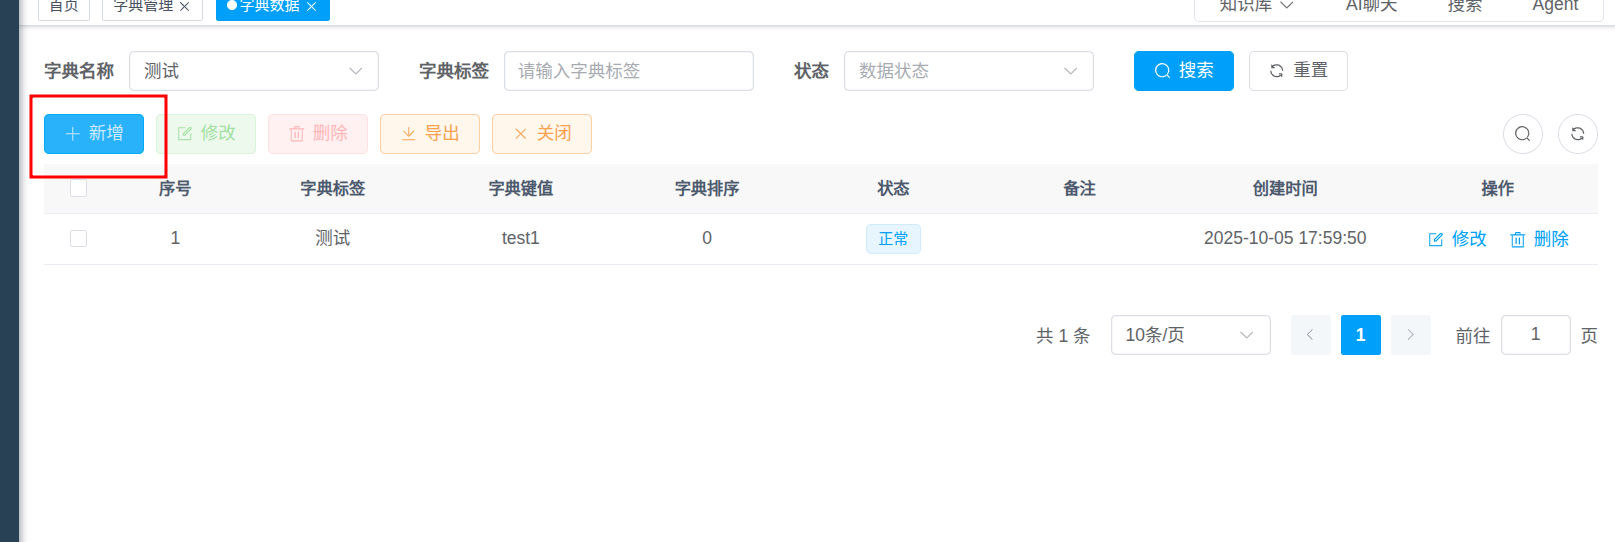 首页 字典管理 字典数据 知识库 AI聊天 搜索 Agent
字典名称 测试 字典标签 请输入字典标签 状态 数据状态 搜索 重置
新增 修改 删除 导出 关闭
序号 字典标签 字典键值 字典排序 状态 备注 创建时间 操作
1 测试 test1 0 正常 2025-10-05 17:59:50 修改 删除
共 1 条 10条/页 1 前往 1 页